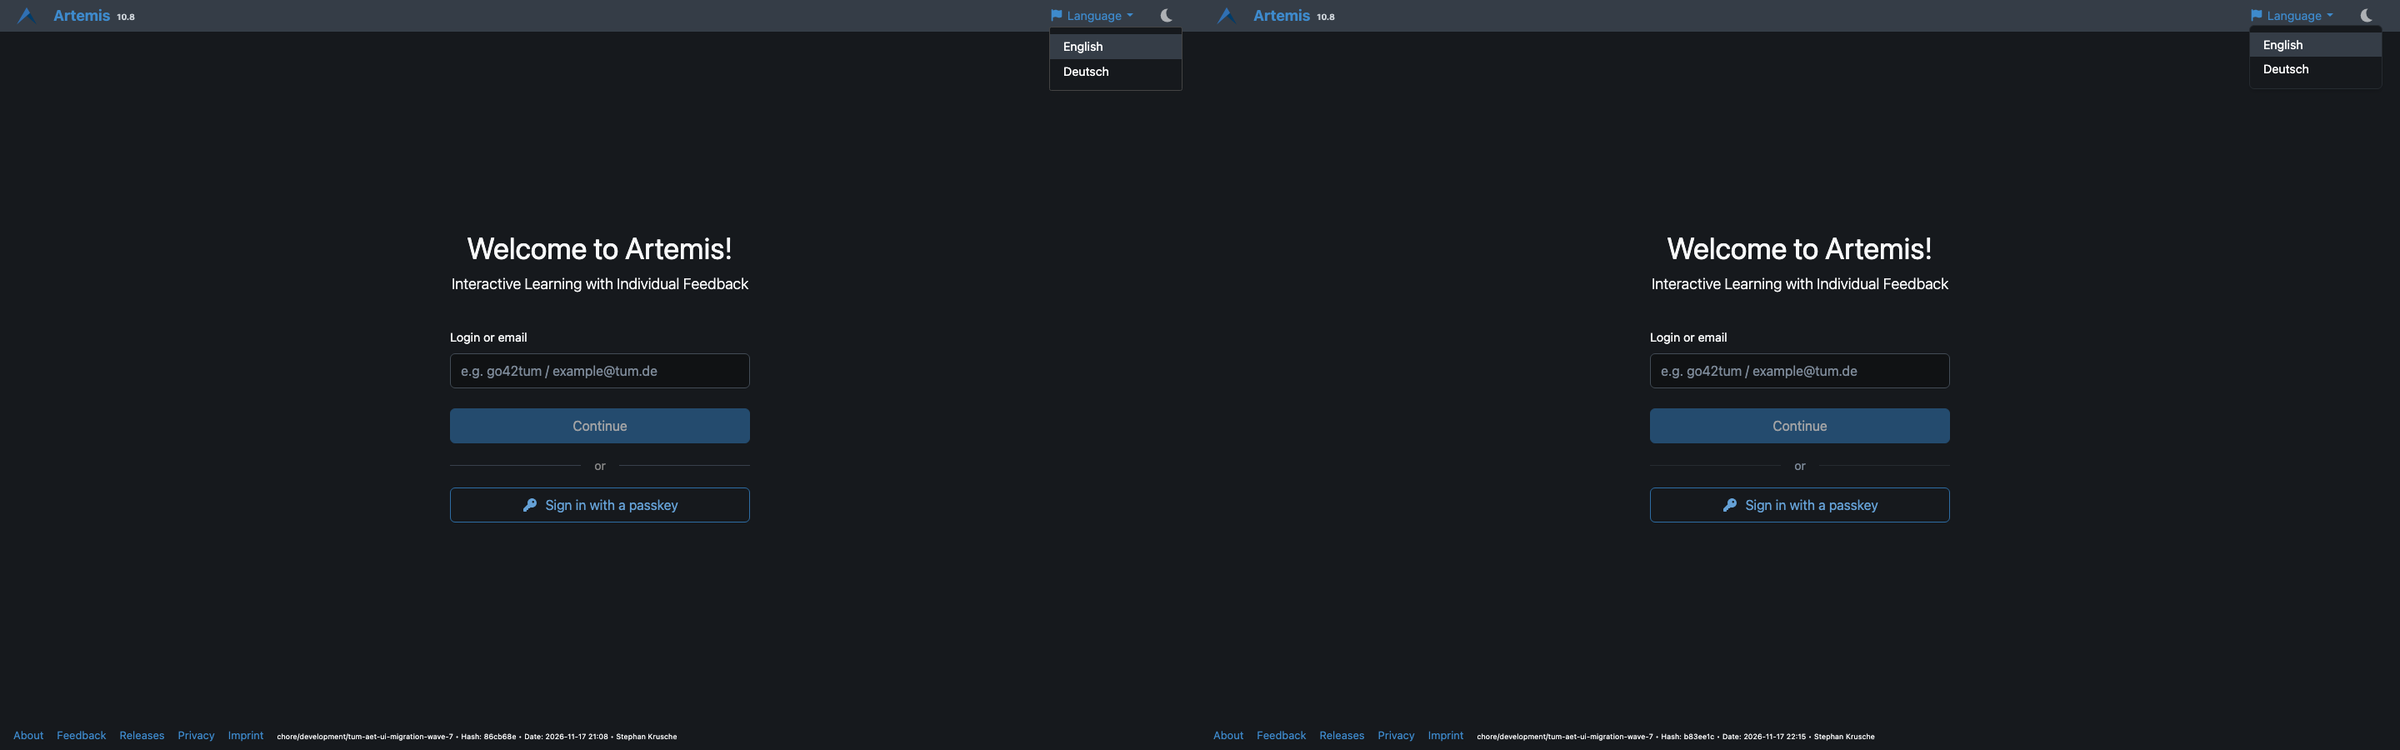 Artemis 10.8
Language
English
Deutsch
Welcome to Artemis!
Interactive Learning with Individual Feedback
Login or email
e.g. go42tum / example@tum.de
Continue
or
Sign in with a passkey
About Feedback Releases Privacy Imprint chore/development/tum-aet-ui-migration-wave-7 • Hash: 86cb68e • Date: 2026-11-17 21:08 • Stephan Krusche
Artemis 10.8
Language
English
Deutsch
Welcome to Artemis!
Interactive Learning with Individual Feedback
Login or email
e.g. go42tum / example@tum.de
Continue
or
Sign in with a passkey
About Feedback Releases Privacy Imprint chore/development/tum-aet-ui-migration-wave-7 • Hash: b83ee1c • Date: 2026-11-17 22:15 • Stephan Krusche